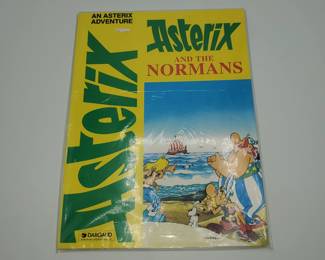 AN ASTERIX
ADVENTURE
Asterix
Asterix
AND THE
NORMANS
DARGAUD